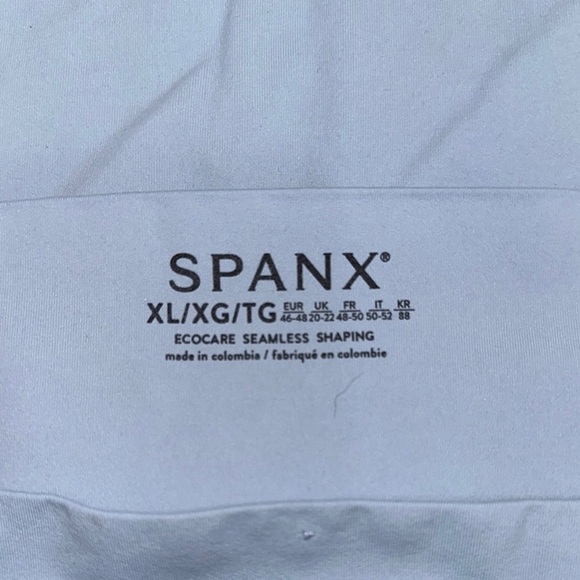 SPANX®
XL/XG/TG EUR 46-48 UK 20-22 FR 48-50 IT 50-52 KR 88
ECOCARE SEAMLESS SHAPING
made in colombia / fabriqué en colombie